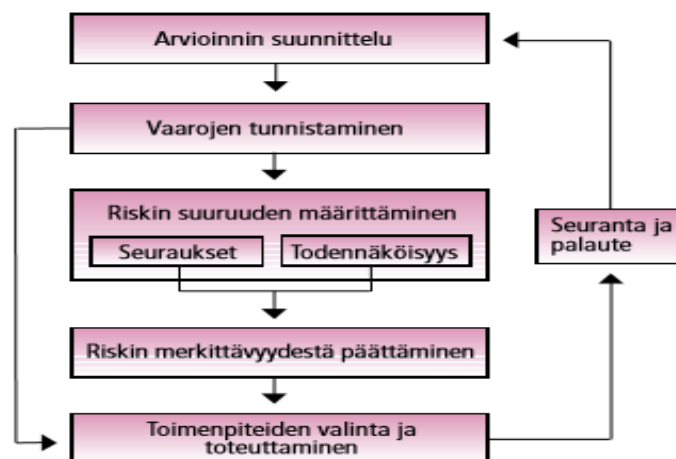 Arvioinnin suunnittelu
Vaarojen tunnistaminen
Riskin suuruuden määrittäminen
Seuraukset
Todennäköisyys
Riskin merkittävyydestä päättäminen
Toimenpiteiden valinta ja
toteuttaminen
Seuranta ja
palaute